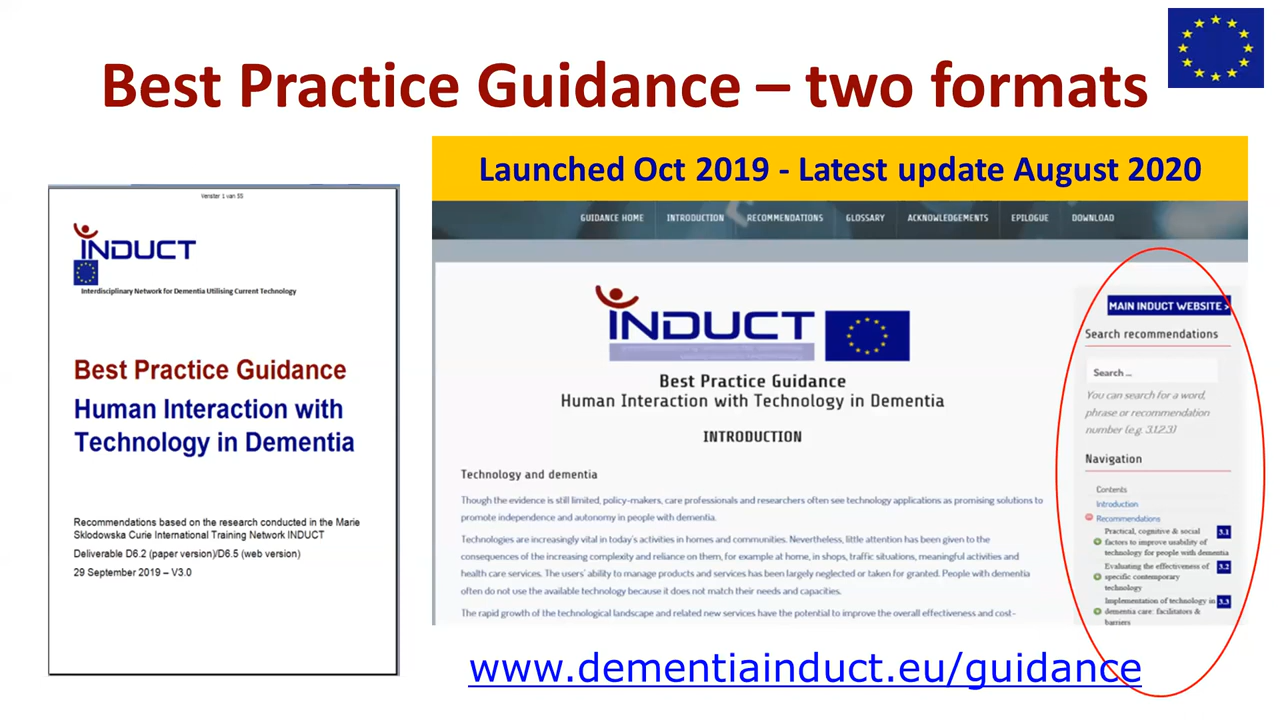 Best Practice Guidance – two formats
Versite: 1 van 55
INDUCT
Interdisciplinary Network for Dementia Utilising Current Technology
Best Practice Guidance
Human Interaction with
Technology in Dementia
Recommendations based on the research conducted in the Marie
Sklodowska Curie International Training Network INDUCT
Deliverable D6.2 (paper version)/D6.5 (web version)
29 September 2019 – V3.0
Launched Oct 2019 - Latest update August 2020
GUIDANCE HOME INTRODUCTION RECOMMENDATIONS GLOSSARY ACKNOWLEDGEMENTS EPILOGUE DOWNLOAD
INDUCT
Best Practice Guidance
Human Interaction with Technology in Dementia
INTRODUCTION
Technology and dementia
Though the evidence is still limited, policy-makers, care professionals and researchers often see technology applications as promising solutions to
promote independence and autonomy in people with dementia.
Technologies are increasingly vital in today's activities in homes and communities. Nevertheless, little attention has been given to the
consequences of the increasing complexity and reliance on them, for example at home, in shops, traffic situations, meaningful activities and
health care services. The users' ability to manage products and services has been largely neglected or taken for granted. People with dementia
often do not use the available technology because it does not match their needs and capacities.
The rapid growth of the technological landscape and related new services have the potential to improve the overall effectiveness and cost-
MAIN INDUCT WEBSITE >
Search recommendations
Search ...
You can search for a word,
phrase or recommendation
number (e.g. 3.1.2.3)
Navigation
Contents
Introduction
Recommendations
Practical, cognitive & social 3.1
factors to improve usability of
technology for people with dementia
Evaluating the effectiveness of 3.2
specific contemporary
technology
Implementation of technology in 3.3
dementia care: facilitators &
barriers
www.dementiainduct.eu/guidance